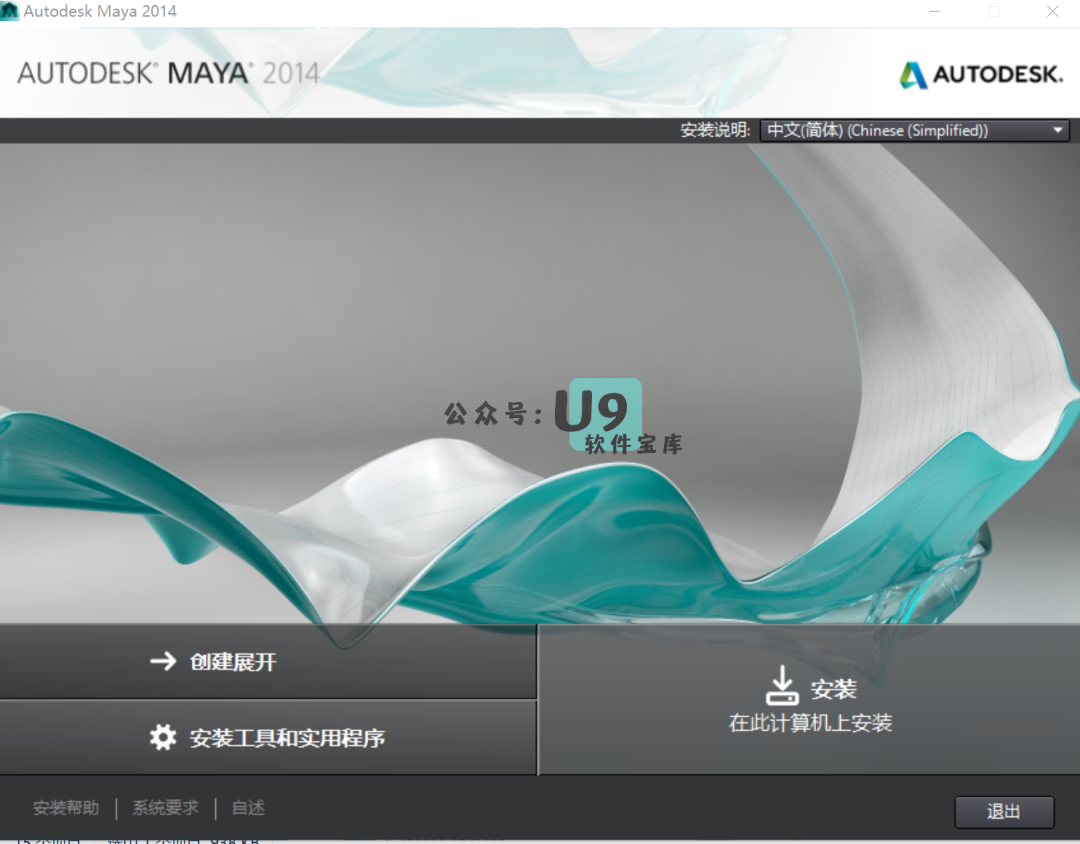 Autodesk Maya 2014
AUTODESK® MAYA® 2014
AUTODESK.
安装说明: 中文(简体) (Chinese (Simplified))
公众号: U9
软件宝库
创建展开
安装工具和实用程序
安装
在此计算机上安装
安装帮助 | 系统要求 | 自述
退出